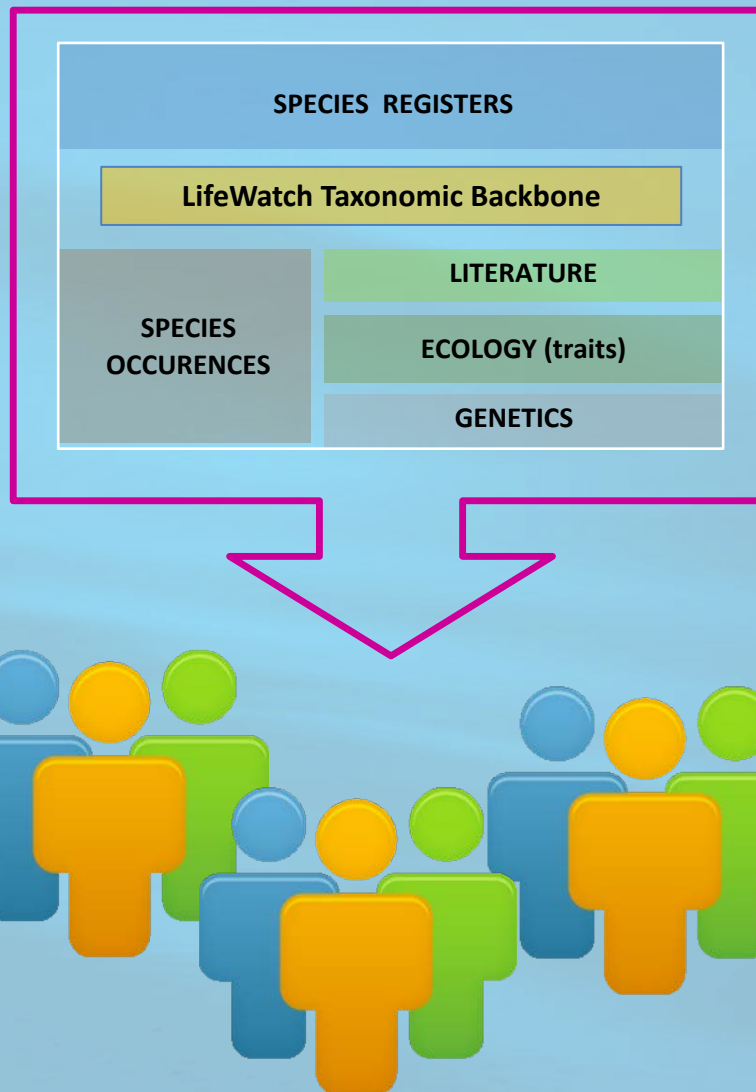 SPECIES REGISTERS
LifeWatch Taxonomic Backbone
SPECIES
OCCURENCES
LITERATURE
ECOLOGY (traits)
GENETICS